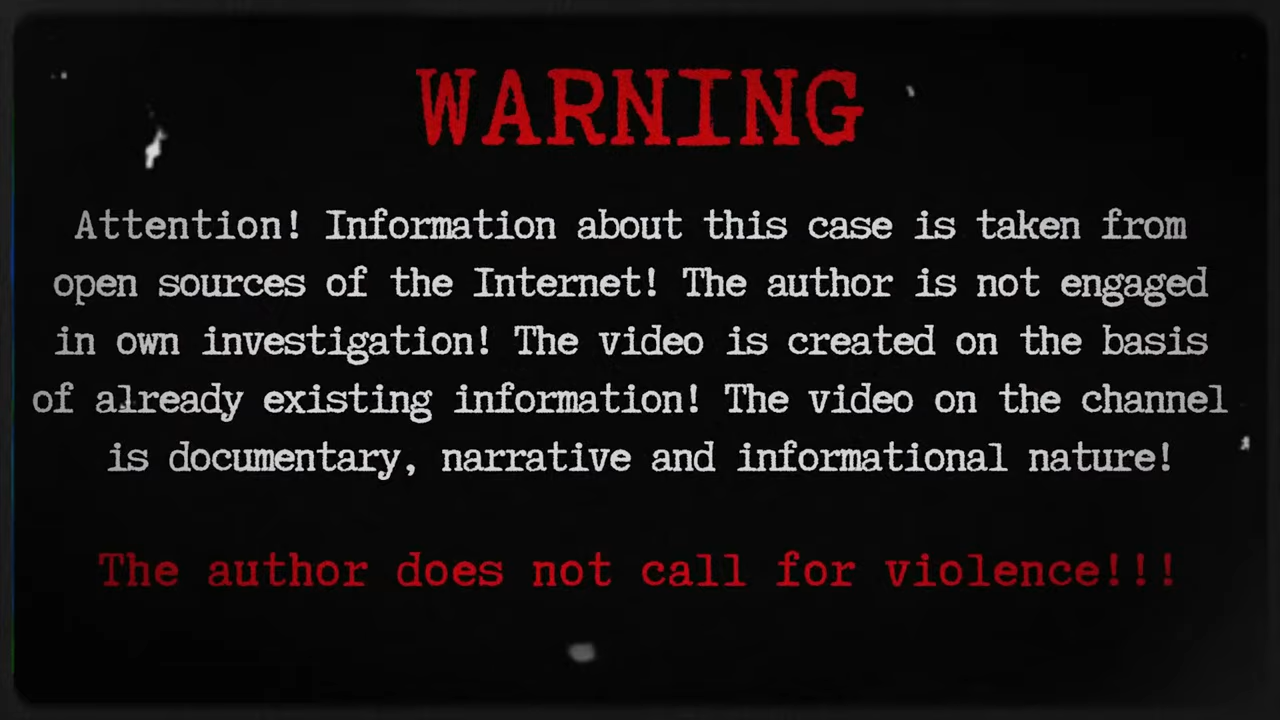 WARNING
Attention! Information about this case is taken from
open sources of the Internet! The author is not engaged
in own investigation! The video is created on the basis
of already existing information! The video on the channel
is documentary, narrative and informational nature!
The author does not call for violence!!!